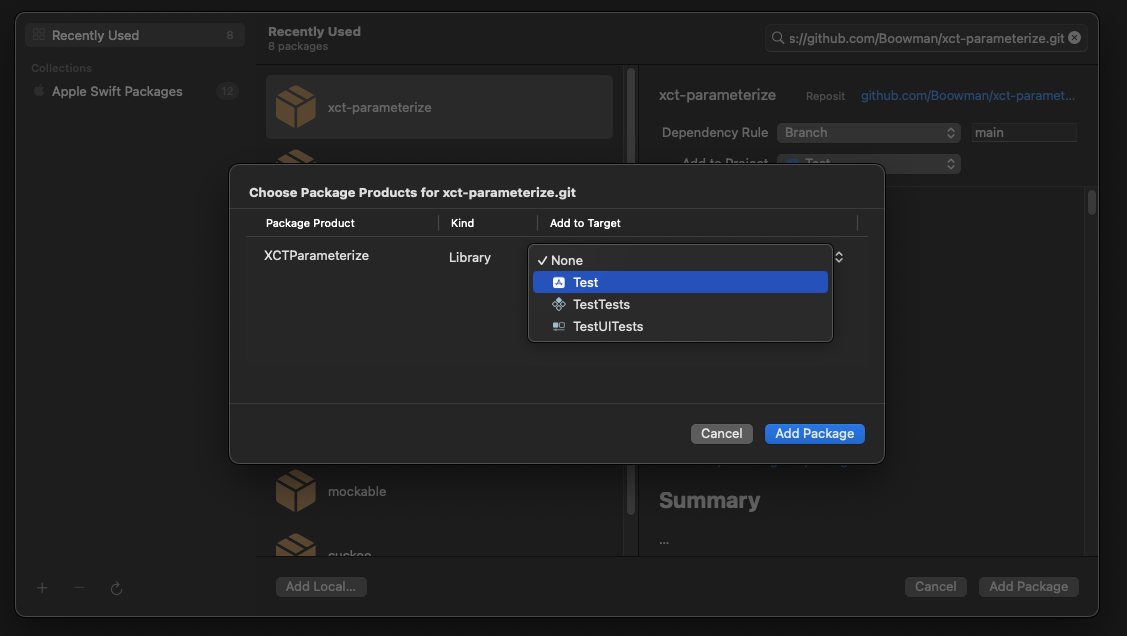 Recently Used 8
Collections
Apple Swift Packages 12
Recently Used
8 packages
s://github.com/Boowman/xct-parameterize.git
xct-parameterize
xct-parameterize Reposit github.com/Boowman/xct-paramet...
Dependency Rule Branch main
Add to Project Test
Choose Package Products for xct-parameterize.git
Package Product Kind Add to Target
XCTParameterize Library
✓ None
Test
TestTests
TestUITests
Cancel Add Package
mockable
cuckoo
Summary
...
Add Local...
Cancel Add Package